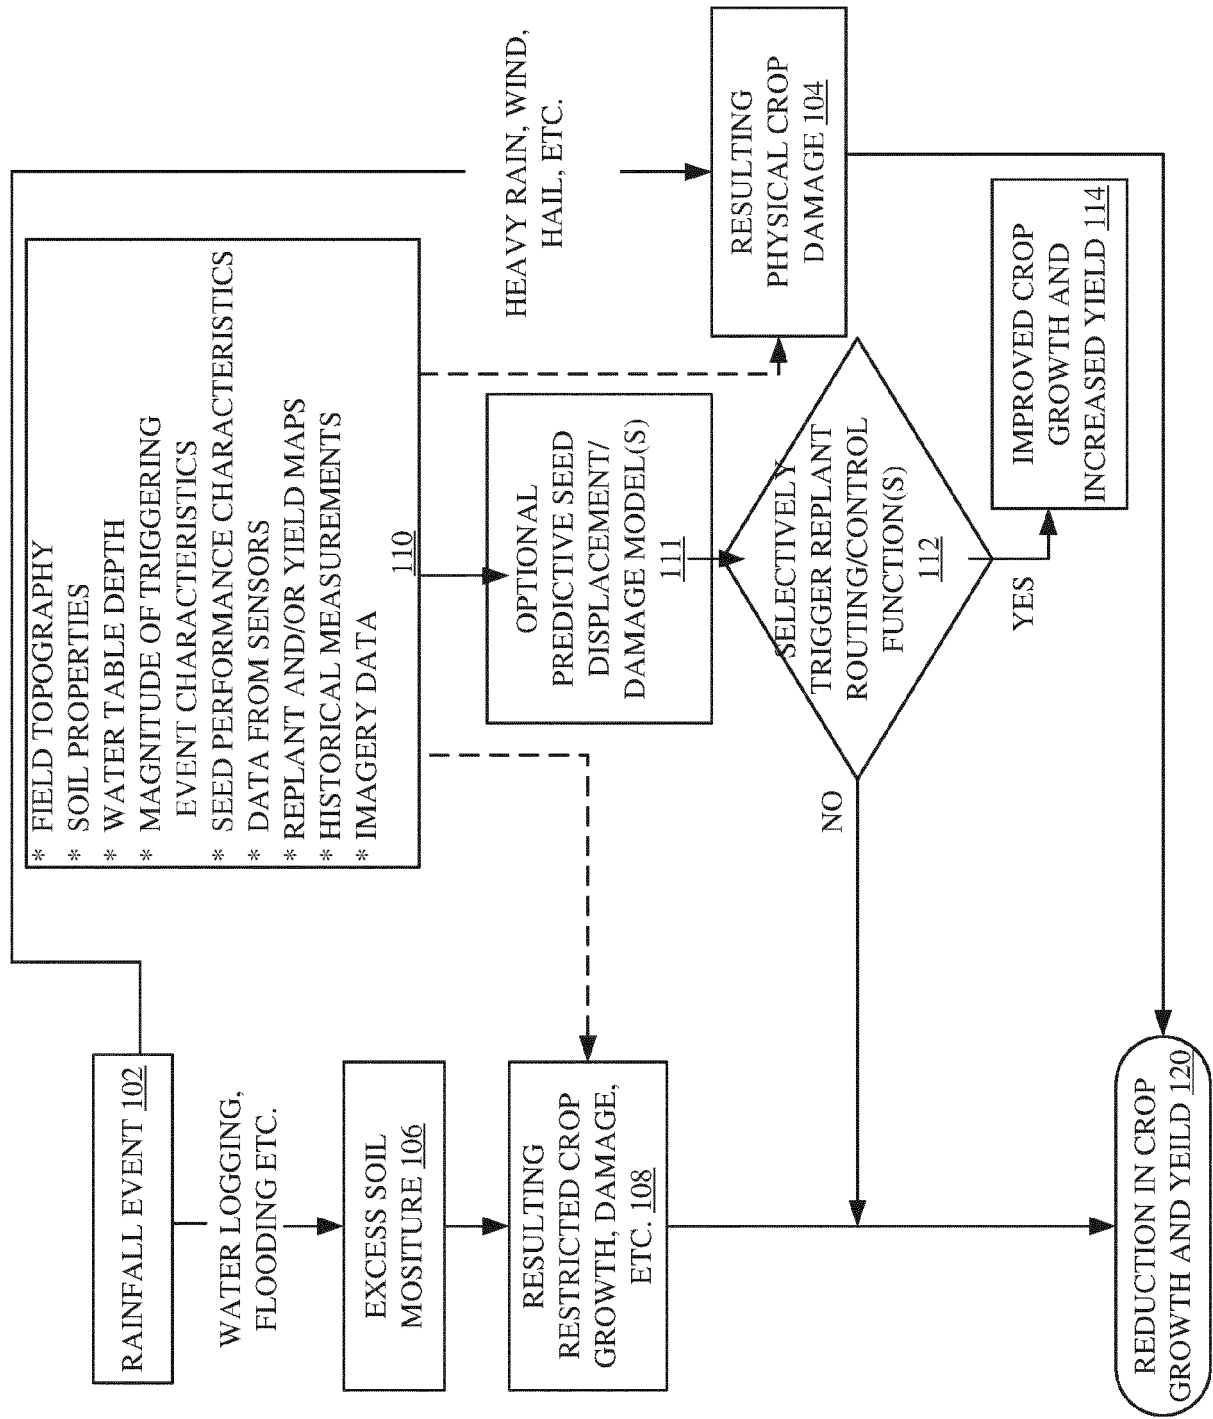 RAINFALL EVENT 102
WATER LOGGING,
FLOODING ETC.
EXCESS SOIL
MOSITURE 106
RESULTING
RESTRICTED CROP
GROWTH, DAMAGE,
ETC. 108
* FIELD TOPOGRAPHY
* SOIL PROPERTIES
* WATER TABLE DEPTH
* MAGNITUDE OF TRIGGERING
EVENT CHARACTERISTICS
* SEED PERFORMANCE CHARACTERISTICS
* DATA FROM SENSORS
* REPLANT AND/OR YIELD MAPS
* HISTORICAL MEASUREMENTS
* IMAGERY DATA
110
OPTIONAL
PREDICTIVE SEED
DISPLACEMENT/
DAMAGE MODEL(S)
111
SELECTIVELY
TRIGGER REPLANT
ROUTING/CONTROL
FUNCTION(S)
112
NO
YES
HEAVY RAIN, WIND,
HAIL, ETC.
RESULTING
PHYSICAL CROP
DAMAGE 104
IMPROVED CROP
GROWTH AND
INCREASED YIELD 114
REDUCTION IN CROP
GROWTH AND YEILD 120